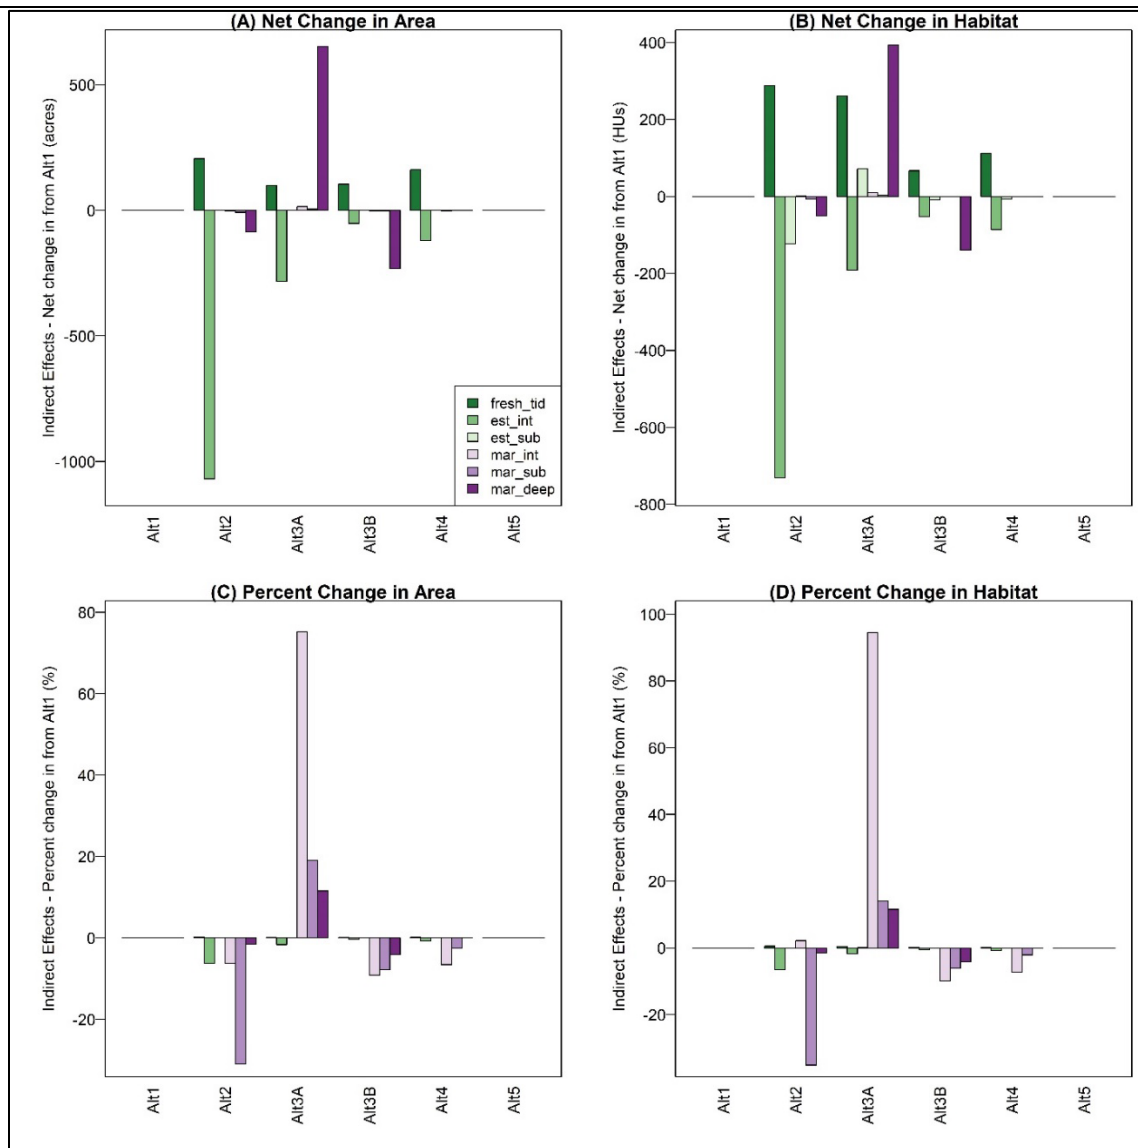 (A) Net Change in Area
Indirect Effects - Net change in from Alt1 (acres)
500
0
-500
-1000
fresh_tid
est_int
est_sub
mar_int
mar_sub
mar_deep
Alt1
Alt2
Alt3A
Alt3B
Alt4
Alt5
(B) Net Change in Habitat
Indirect Effects - Net change in from Alt1 (HUs)
400
200
0
-200
-400
-600
-800
Alt1
Alt2
Alt3A
Alt3B
Alt4
Alt5
(C) Percent Change in Area
Indirect Effects - Percent change in from Alt1 (%)
80
60
40
20
0
-20
Alt1
Alt2
Alt3A
Alt3B
Alt4
Alt5
(D) Percent Change in Habitat
Indirect Effects - Percent change in from Alt1 (%)
100
80
60
40
20
0
-20
Alt1
Alt2
Alt3A
Alt3B
Alt4
Alt5